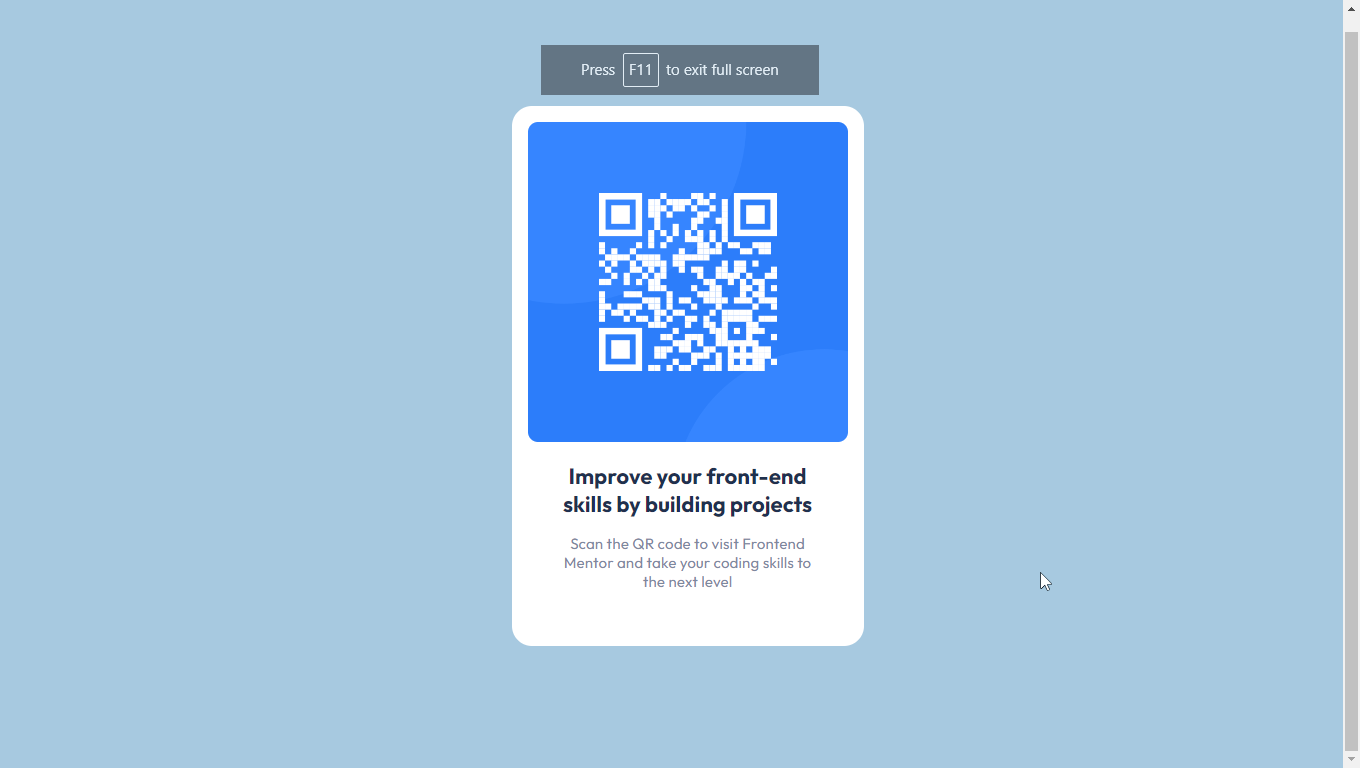 Press F11 to exit full screen
Improve your front-end
skills by building projects
Scan the QR code to visit Frontend
Mentor and take your coding skills to
the next level